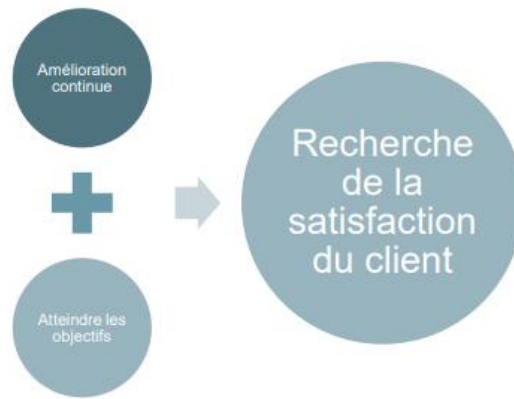 Amélioration
continue
Atteindre les
objectifs
Recherche
de la
satisfaction
du client